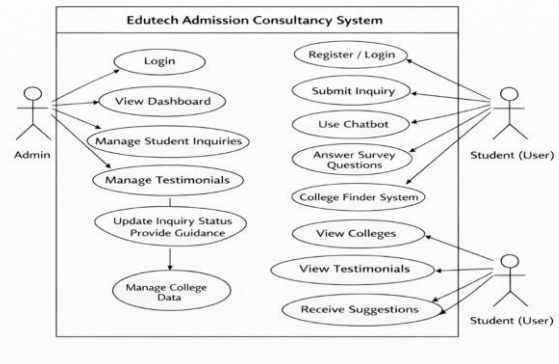 Edutech Admission Consultancy System
Login
View Dashboard
Manage Student Inquiries
Manage Testimonials
Update Inquiry Status
Provide Guidance
Manage College
Data
Admin
Register / Login
Submit Inquiry
Use Chatbot
Answer Survey
Questions
College Finder System
View Colleges
View Testimonials
Receive Suggestions
Student (User)
Student (User)